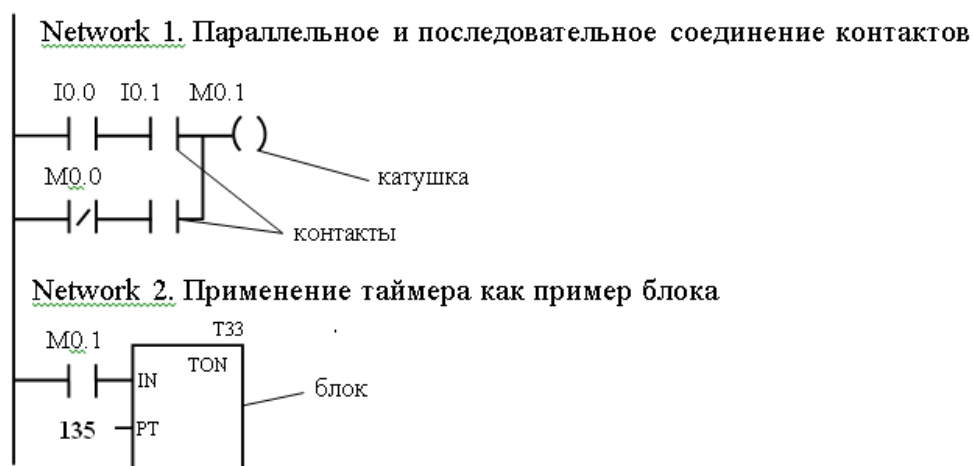 Network 1. Параллельное и последовательное соединение контактов
I0.0 I0.1 M0.1
катушка
M0.0
контакты
Network 2. Применение таймера как пример блока
T33
M0.1
TON
IN
блок
135
PT